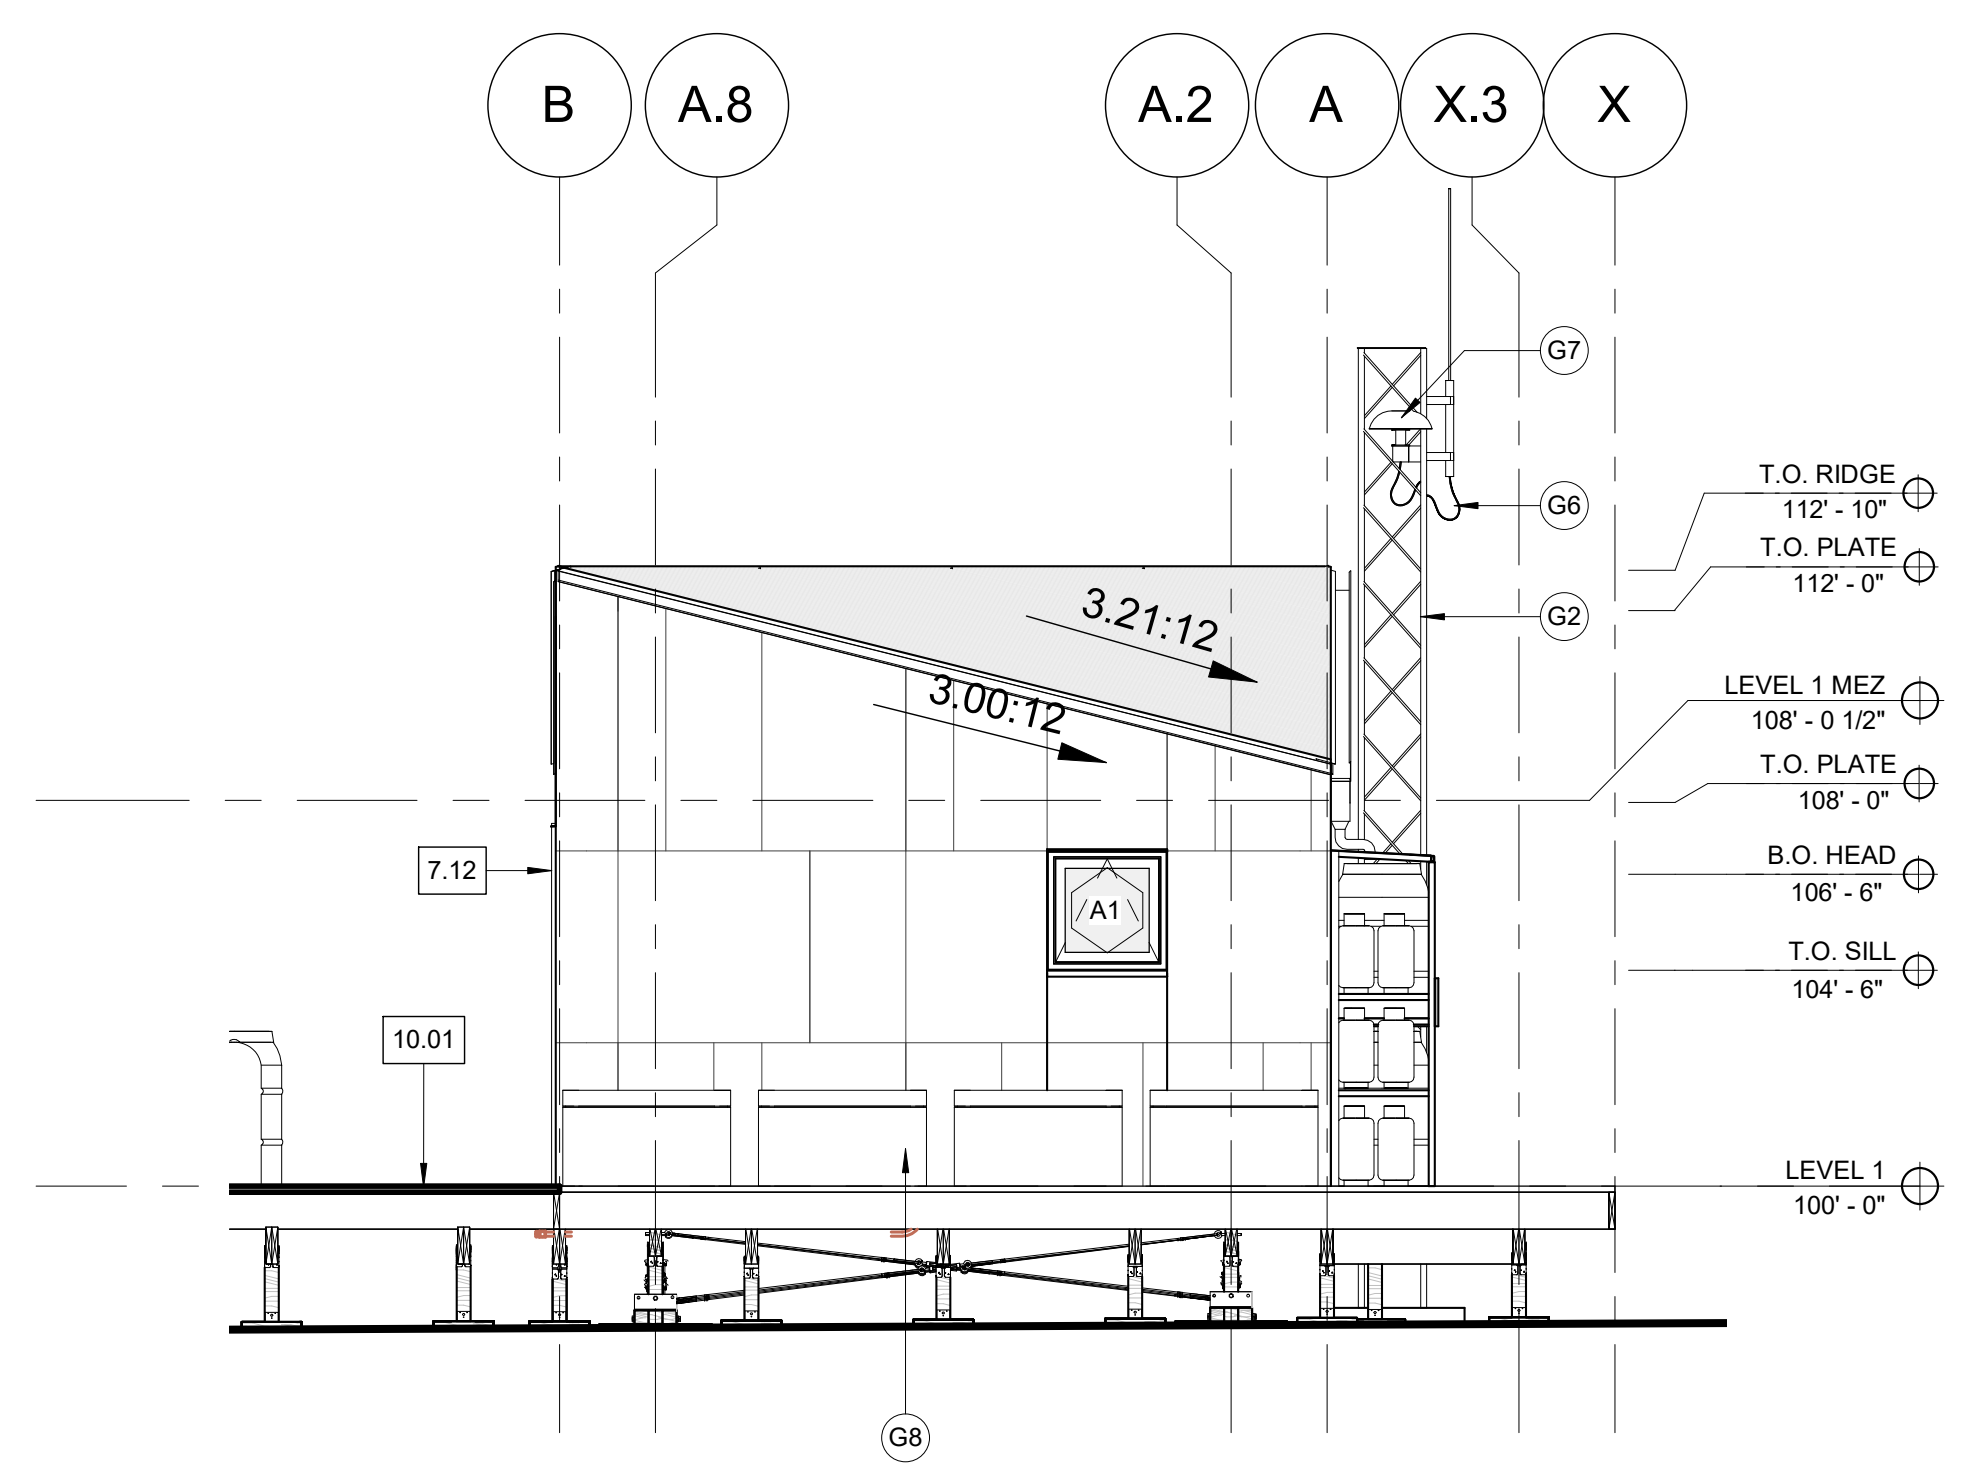 B
A.8
A.2
A
X.3
X
G7
G6
G2
T.O. RIDGE
112' - 10"
T.O. PLATE
112' - 0"
3.21:12
3.00:12
LEVEL 1 MEZ
108' - 0 1/2"
T.O. PLATE
108' - 0"
7.12
B.O. HEAD
106' - 6"
A1
T.O. SILL
104' - 6"
10.01
LEVEL 1
100' - 0"
G8